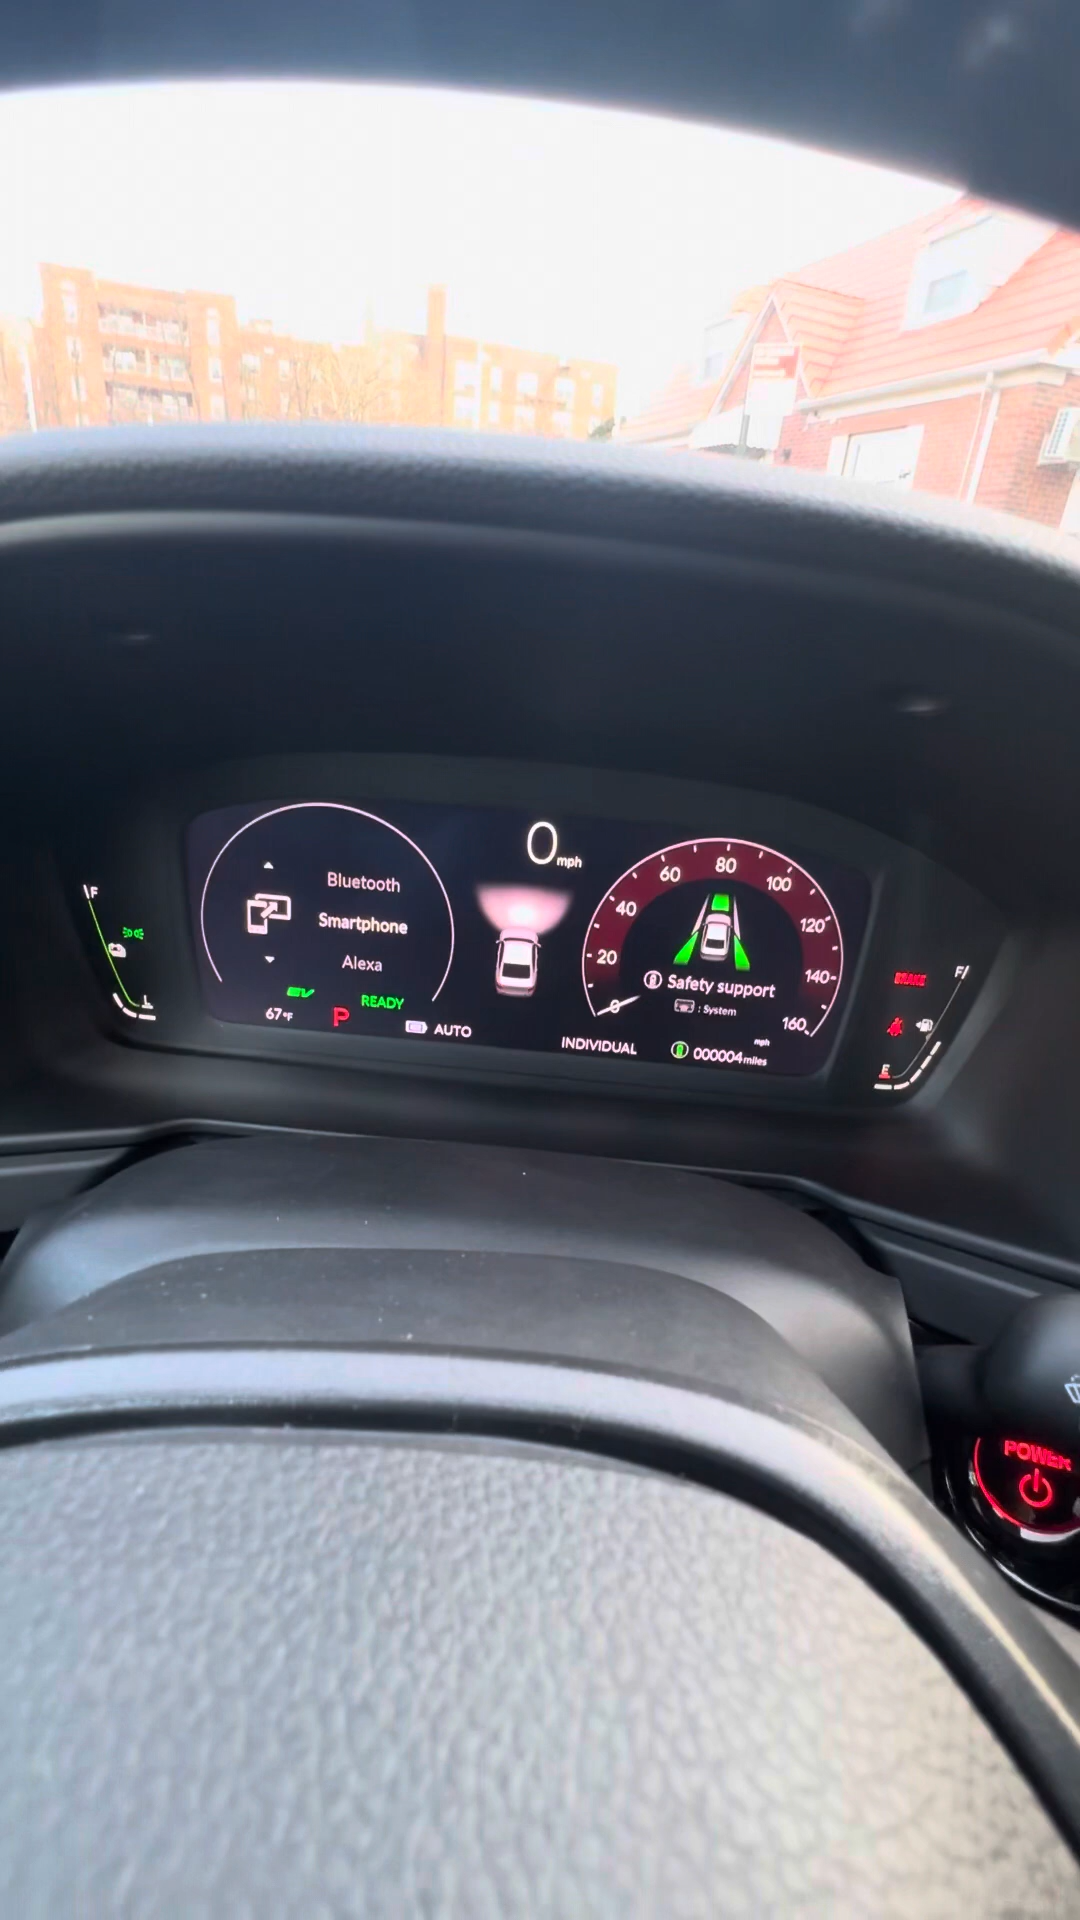 0 mph
F
Bluetooth
Smartphone
Alexa
EV
READY
67°F
P
AUTO
L
0
20
40
60
80
100
120
140
160
mph
Safety support
: System
INDIVIDUAL
000004 miles
BRAKE
F
E
POWER